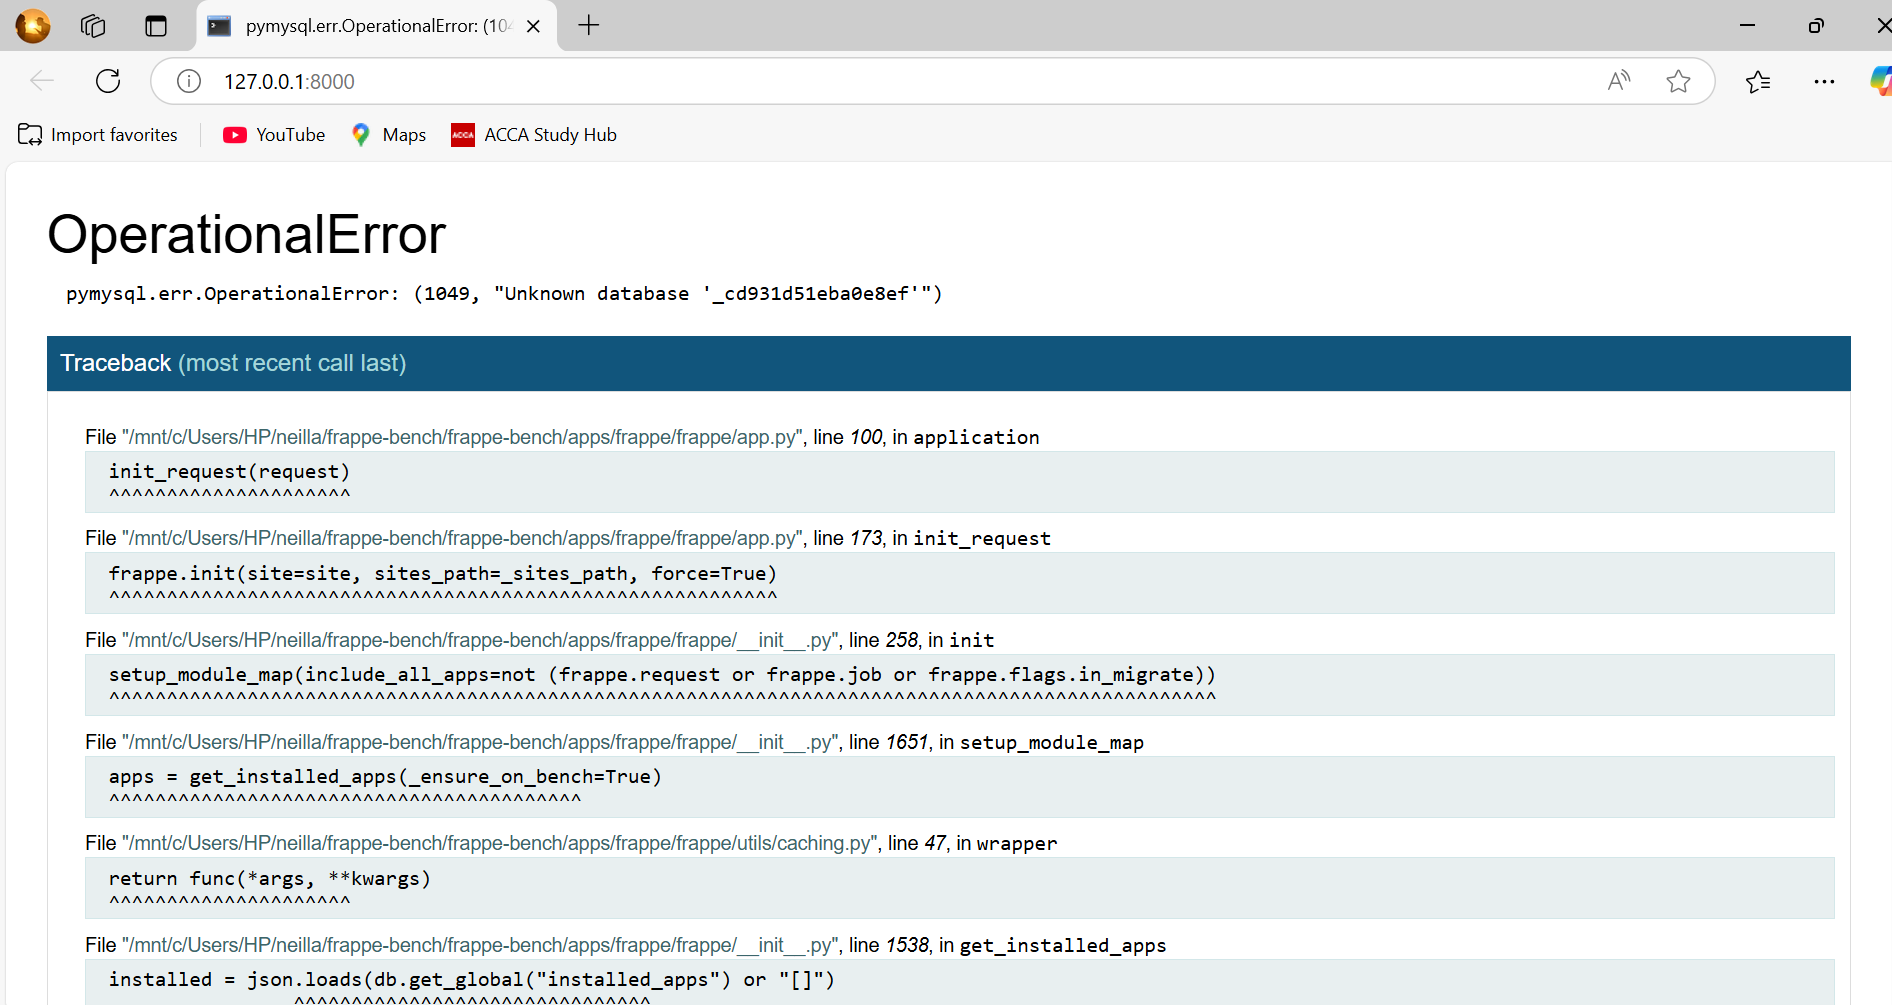 pymysql.err.OperationalError: (104
127.0.0.1:8000
Import favorites
YouTube
Maps
ACCA
ACCA Study Hub
OperationalError
pymysql.err.OperationalError: (1049, "Unknown database '_cd931d51eba0e8ef'")
Traceback (most recent call last)
File "/mnt/c/Users/HP/neilla/frappe-bench/frappe-bench/apps/frappe/frappe/app.py", line 100, in application
init_request(request)
^^^^^^^^^^^^^^^^^^^^^
File "/mnt/c/Users/HP/neilla/frappe-bench/frappe-bench/apps/frappe/frappe/app.py", line 173, in init_request
frappe.init(site=site, sites_path=_sites_path, force=True)
^^^^^^^^^^^^^^^^^^^^^^^^^^^^^^^^^^^^^^^^^^^^^^^^^^^^^^^^^^
File "/mnt/c/Users/HP/neilla/frappe-bench/frappe-bench/apps/frappe/frappe/__init__.py", line 258, in init
setup_module_map(include_all_apps=not (frappe.request or frappe.job or frappe.flags.in_migrate))
^^^^^^^^^^^^^^^^^^^^^^^^^^^^^^^^^^^^^^^^^^^^^^^^^^^^^^^^^^^^^^^^^^^^^^^^^^^^^^^^^^^^^^^^^^^^^^^^
File "/mnt/c/Users/HP/neilla/frappe-bench/frappe-bench/apps/frappe/frappe/__init__.py", line 1651, in setup_module_map
apps = get_installed_apps(_ensure_on_bench=True)
^^^^^^^^^^^^^^^^^^^^^^^^^^^^^^^^^^^^^^^^^
File "/mnt/c/Users/HP/neilla/frappe-bench/frappe-bench/apps/frappe/frappe/utils/caching.py", line 47, in wrapper
return func(*args, **kwargs)
^^^^^^^^^^^^^^^^^^^^^
File "/mnt/c/Users/HP/neilla/frappe-bench/frappe-bench/apps/frappe/frappe/__init__.py", line 1538, in get_installed_apps
installed = json.loads(db.get_global("installed_apps") or "[]")
^^^^^^^^^^^^^^^^^^^^^^^^^^^^^^^